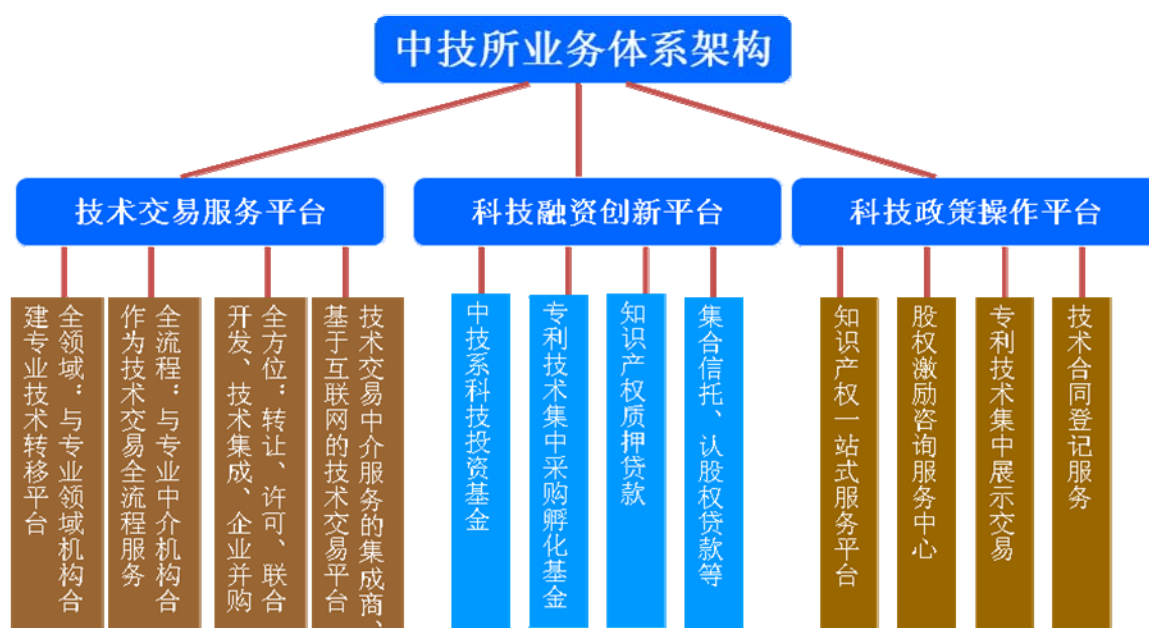 中技所业务体系架构
技术交易服务平台
科技融资创新平台
科技政策操作平台
全领域：与专业领域机构合
建专业技术转移平台
全流程：与专业中介机构合
作为技术交易全流程服务
全方位：转让、许可、联合
开发、技术集成、企业并购
技术交易中介服务的集成商、
基于互联网的技术交易平台
中技系科技投资基金
专利技术集中采购孵化基金
知识产权质押贷款
集合信托、认股权贷款等
知识产权一站式服务平台
股权激励咨询服务中心
专利技术集中展示交易
技术合同登记服务